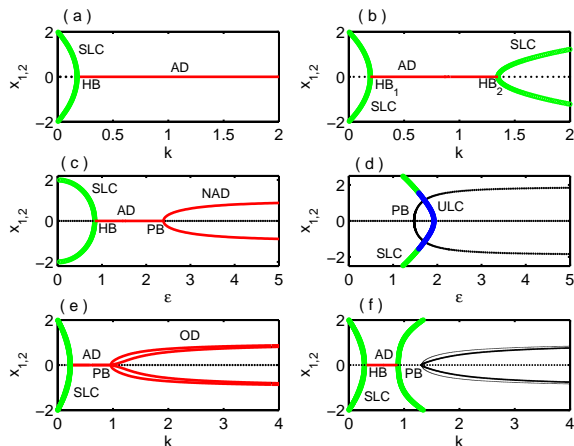 ( a )
2
0
−2
x1,2
SLC
HB
AD
0
0.5
1
1.5
2
k
( b )
2
0
−2
x1,2
SLC
AD
HB1
HB2
SLC
0
0.5
1
1.5
2
k
( c )
2
0
−2
x1,2
SLC
NAD
AD
HB
PB
0
1
2
3
4
5
ε
( d )
2
0
−2
x1,2
PB
ULC
SLC
0
1
2
3
4
5
ε
( e )
2
0
−2
x1,2
OD
AD
PB
SLC
0
1
2
3
4
k
( f )
2
0
−2
x1,2
AD
HB
PB
SLC
0
1
2
3
4
k